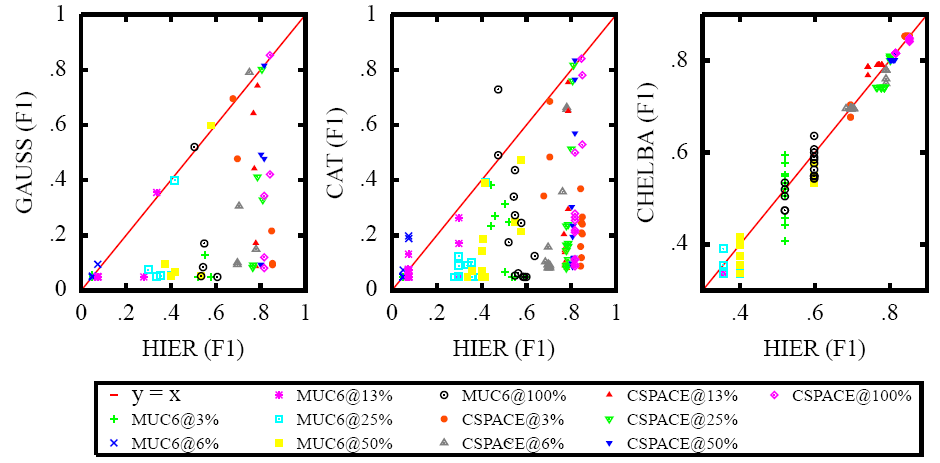 1 1
.8 .8 .8
.6 .6 .6
.4 .4 .4
.2 .2
0 0
GAUSS (F1) CAT (F1) CHELBA (F1)
0 .2 .4 .6 .8 1 0 .2 .4 .6 .8 1 .4 .6 .8
HIER (F1) HIER (F1) HIER (F1)
y = x MUC6@13% MUC6@100% CSPACE@13% CSPACE@100%
MUC6@3% MUC6@25% CSPACE@3% CSPACE@25%
MUC6@6% MUC6@50% CSPACE@6% CSPACE@50%